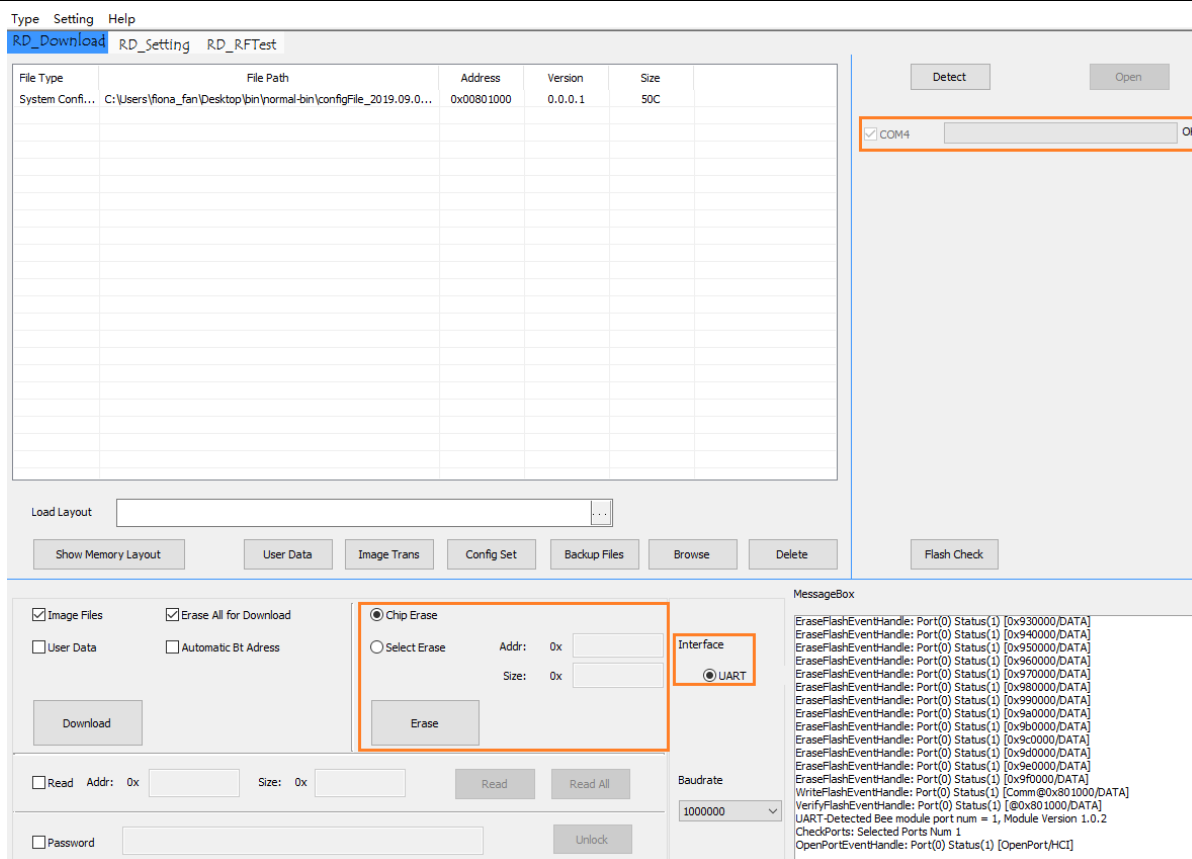 Type Setting Help
RD_Download RD_Setting RD_RFTest
File Type File Path Address Version Size
System Confi... C:\Users\fiona_fan\Desktop\bin\normal-bin\configFile_2019.09.0... 0x00801000 0.0.0.1 50C
Detect Open
COM4
Load Layout ...
Show Memory Layout User Data Image Trans Config Set Backup Files Browse Delete Flash Check
MessageBox
Image Files Erase All for Download Chip Erase
User Data Automatic Bt Adress Select Erase Addr: 0x Interface
Size: 0x UART
Download Erase
Read Addr: 0x Size: 0x Read Read All Baudrate
1000000
Password Unlock
EraseFlashEventHandle: Port(0) Status(1) [0x930000/DATA]
EraseFlashEventHandle: Port(0) Status(1) [0x940000/DATA]
EraseFlashEventHandle: Port(0) Status(1) [0x950000/DATA]
EraseFlashEventHandle: Port(0) Status(1) [0x960000/DATA]
EraseFlashEventHandle: Port(0) Status(1) [0x970000/DATA]
EraseFlashEventHandle: Port(0) Status(1) [0x980000/DATA]
EraseFlashEventHandle: Port(0) Status(1) [0x990000/DATA]
EraseFlashEventHandle: Port(0) Status(1) [0x9a0000/DATA]
EraseFlashEventHandle: Port(0) Status(1) [0x9b0000/DATA]
EraseFlashEventHandle: Port(0) Status(1) [0x9c0000/DATA]
EraseFlashEventHandle: Port(0) Status(1) [0x9d0000/DATA]
EraseFlashEventHandle: Port(0) Status(1) [0x9e0000/DATA]
EraseFlashEventHandle: Port(0) Status(1) [0x9f0000/DATA]
WriteFlashEventHandle: Port(0) Status(1) [Comm@0x801000/DATA]
VerifyFlashEventHandle: Port(0) Status(1) [@0x801000/DATA]
UART-Detected Bee module port num = 1, Module Version 1.0.2
CheckPorts: Selected Ports Num 1
OpenPortEventHandle: Port(0) Status(1) [OpenPort/HCI]